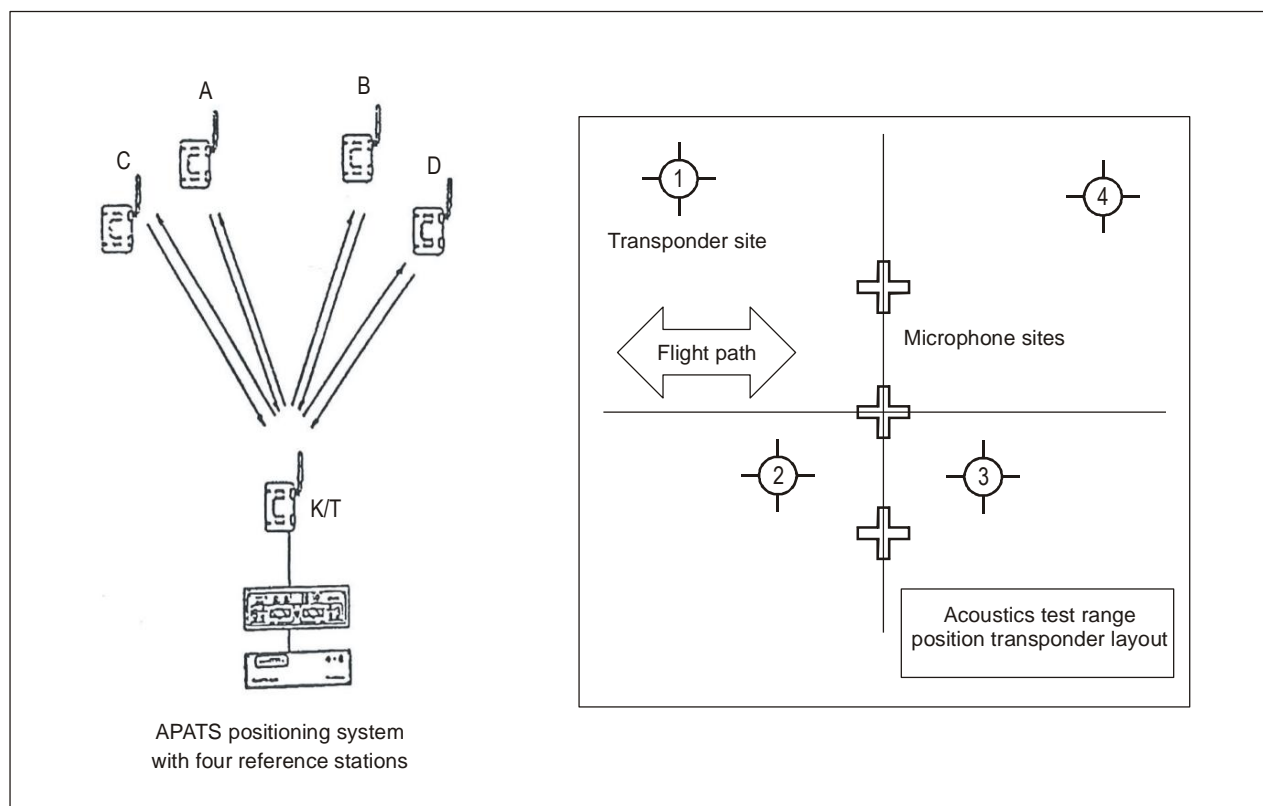 A
B
C
D
K/T
APATS positioning system
with four reference stations
1
4
Transponder site
Flight path
Microphone sites
2
3
Acoustics test range
position transponder layout